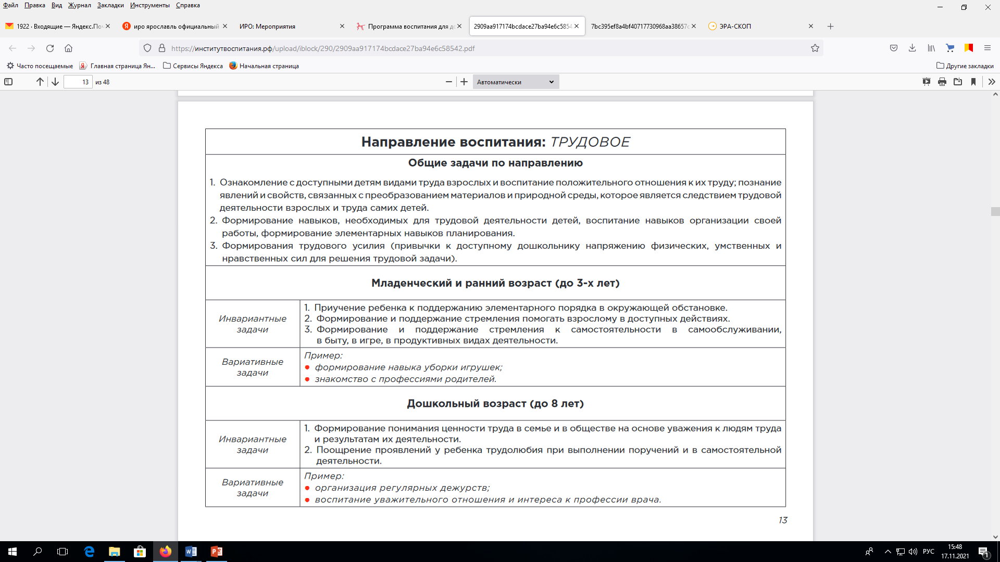 Файл Правка Вид Журнал Закладки Инструменты Справка
1922 · Входящие — Яндекс.По
иро ярославль официальный
ИРО: Мероприятия
Программа воспитания для до
2909aa917174bcdace27ba94e6c5854
7bc395ef8a4bf40717730968aa38657c
ЭРА-СКОП
https://институтвоспитания.рф/upload/iblock/290/2909aa917174bcdace27ba94e6c58542.pdf
Часто посещаемые
Главная страница Ян...
Сервисы Яндекса
Начальная страница
Другие закладки
13 из 48
Автоматически
Направление воспитания: ТРУДОВОЕ
Общие задачи по направлению
1. Ознакомление с доступными детям видами труда взрослых и воспитание положительного отношения к их труду; познание
явлений и свойств, связанных с преобразованием материалов и природной среды, которое является следствием трудовой
деятельности взрослых и труда самих детей.
2. Формирование навыков, необходимых для трудовой деятельности детей, воспитание навыков организации своей
работы, формирование элементарных навыков планирования.
3. Формирования трудового усилия (привычки к доступному дошкольнику напряжению физических, умственных и
нравственных сил для решения трудовой задачи).
Младенческий и ранний возраст (до 3-х лет)
Инвариантные
задачи
1. Приучение ребенка к поддержанию элементарного порядка в окружающей обстановке.
2. Формирование и поддержание стремления помогать взрослому в доступных действиях.
3. Формирование и поддержание стремления к самостоятельности в самообслуживании,
в быту, в игре, в продуктивных видах деятельности.
Вариативные
задачи
Пример:
• формирование навыка уборки игрушек;
• знакомство с профессиями родителей.
Дошкольный возраст (до 8 лет)
Инвариантные
задачи
1. Формирование понимания ценности труда в семье и в обществе на основе уважения к людям труда
и результатам их деятельности.
2. Поощрение проявлений у ребенка трудолюбия при выполнении поручений и в самостоятельной
деятельности.
Вариативные
задачи
Пример:
• организация регулярных дежурств;
• воспитание уважительного отношения и интереса к профессии врача.
13
РУС
15:48
17.11.2021
1